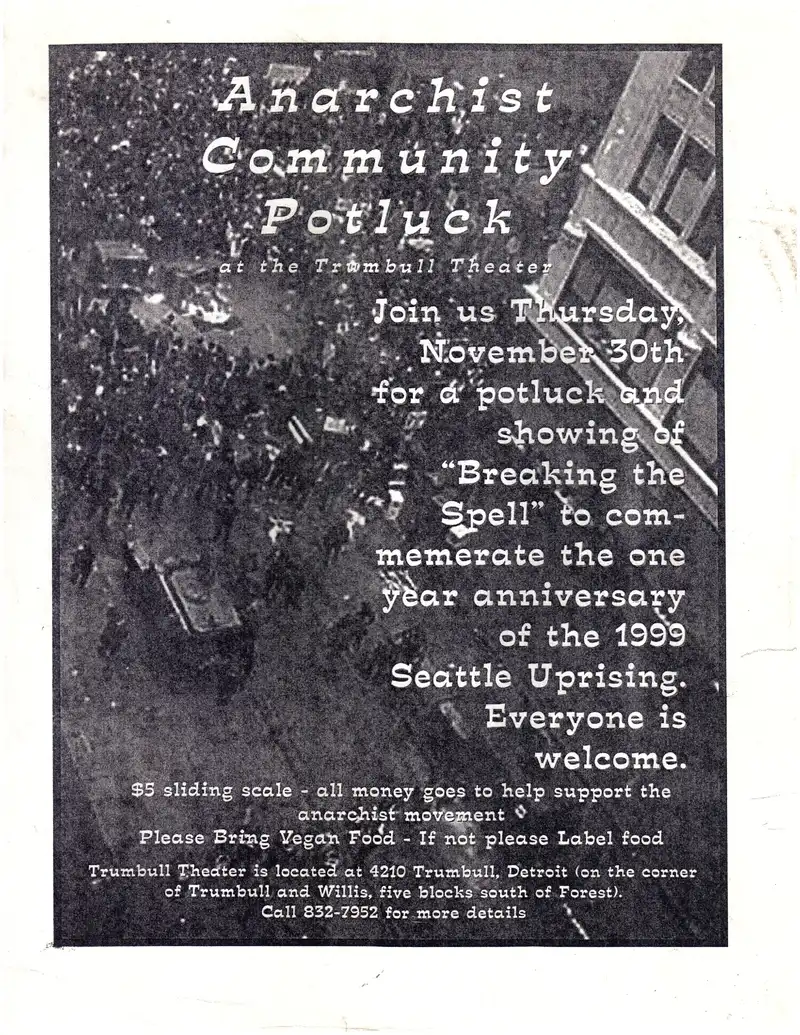 Anarchist
Community
Potluck
at the Trumbull Theater
Join us Thursday,
November 30th
for a potluck and
showing of
“Breaking the
Spell” to com-
memerate the one
year anniversary
of the 1999
Seattle Uprising.
Everyone is
welcome.
$5 sliding scale - all money goes to help support the
anarchist movement
Please Bring Vegan Food - If not please Label food
Trumbull Theater is located at 4210 Trumbull, Detroit (on the corner
of Trumbull and Willis, five blocks south of Forest).
Call 832-7952 for more details